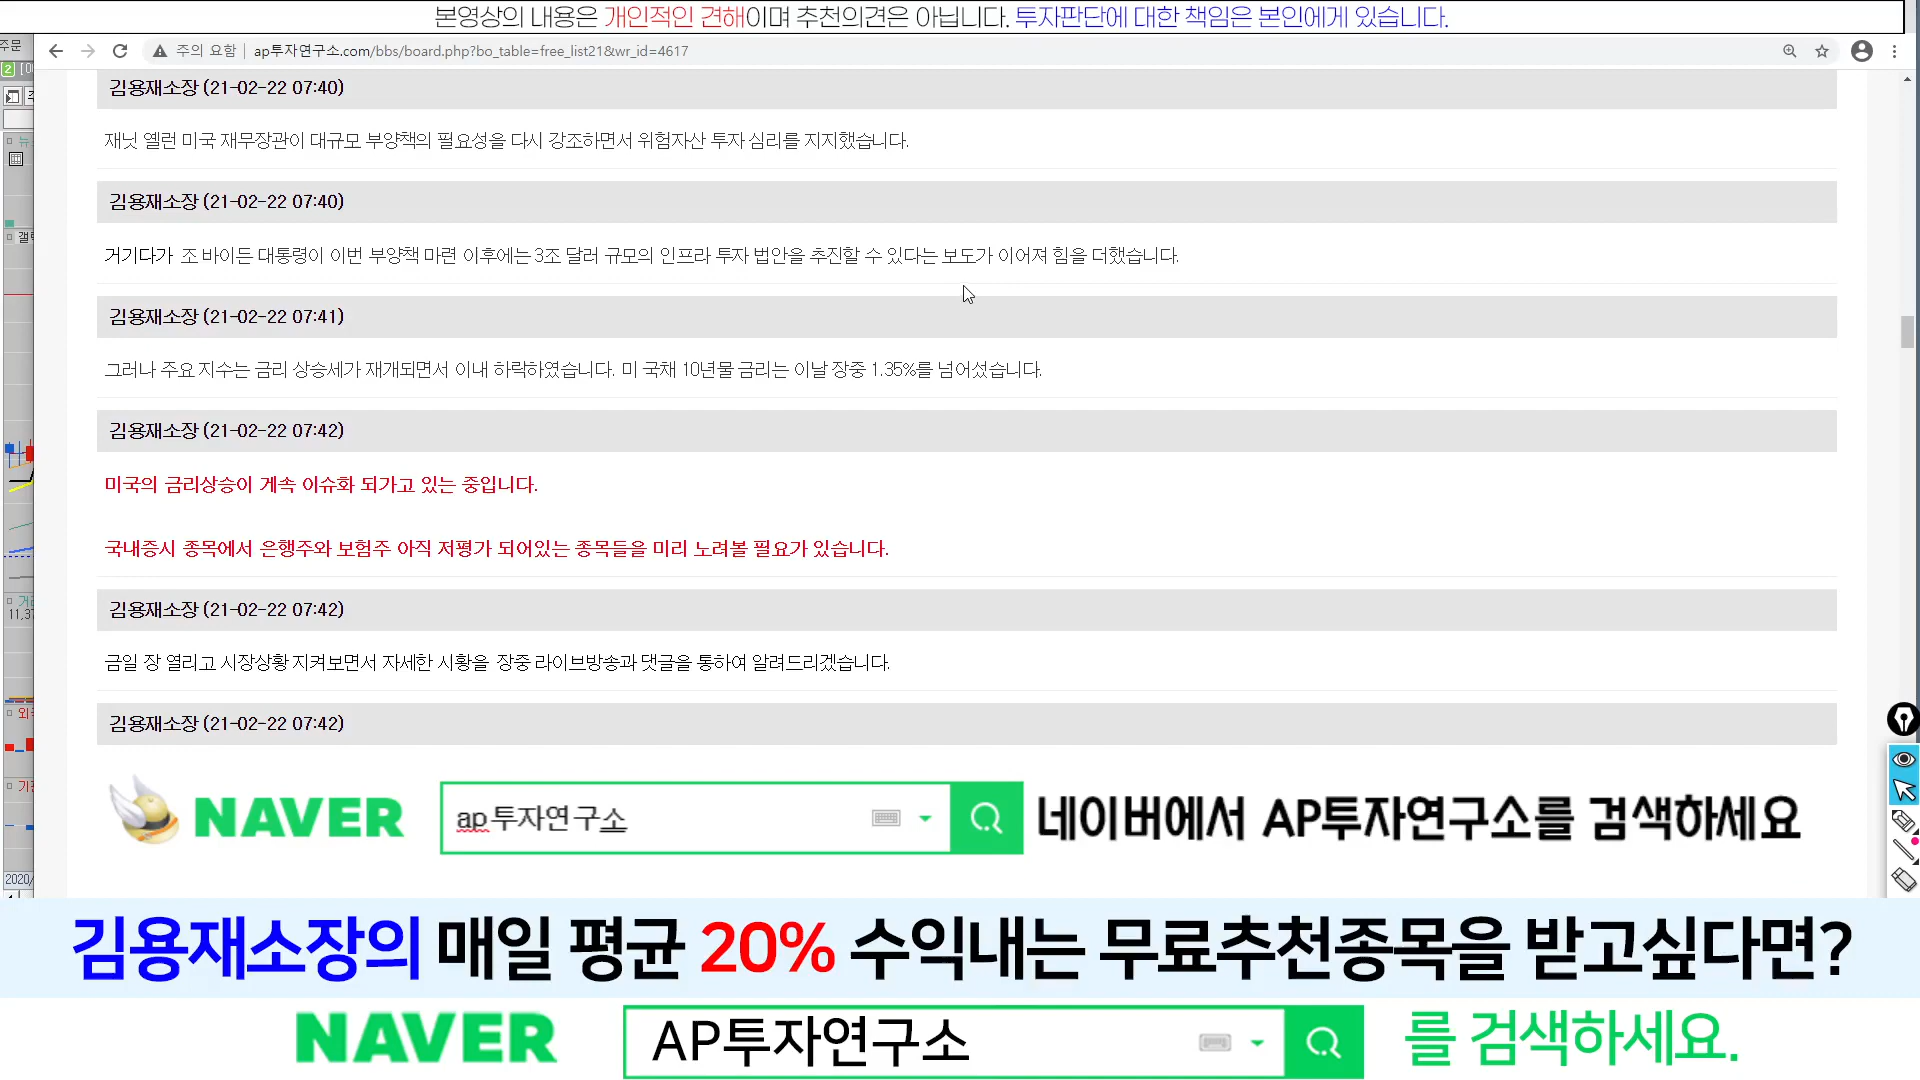 본영상의 내용은 개인적인 견해이며 추천의견은 아닙니다. 투자판단에 대한 책임은 본인에게 있습니다.
주문
주의 요함 | ap투자연구소.com/bbs/board.php?bo_table=free_list21&wr_id=4617
2
김용재소장 (21-02-22 07:40)
재닛 옐런 미국 재무장관이 대규모 부양책의 필요성을 다시 강조하면서 위험자산 투자 심리를 지지했습니다.
김용재소장 (21-02-22 07:40)
거기다가 조 바이든 대통령이 이번 부양책 마련 이후에는 3조 달러 규모의 인프라 투자 법안을 추진할 수 있다는 보도가 이어져 힘을 더했습니다.
김용재소장 (21-02-22 07:41)
그러나 주요 지수는 금리 상승세가 재개되면서 이내 하락하였습니다. 미 국채 10년물 금리는 이날 장중 1.35%를 넘어섰습니다.
김용재소장 (21-02-22 07:42)
미국의 금리상승이 계속 이슈화 되가고 있는 중입니다.
국내증시 종목에서 은행주와 보험주 아직 저평가 되어있는 종목들을 미리 노려볼 필요가 있습니다.
김용재소장 (21-02-22 07:42)
금일 장 열리고 시장상황 지켜보면서 자세한 시황을 장중 라이브방송과 댓글을 통하여 알려드리겠습니다.
김용재소장 (21-02-22 07:42)
NAVER ap투자연구소 네이버에서 AP투자연구소를 검색하세요
2020/
김용재소장의 매일 평균 20% 수익내는 무료추천종목을 받고싶다면?
NAVER AP투자연구소 를 검색하세요.